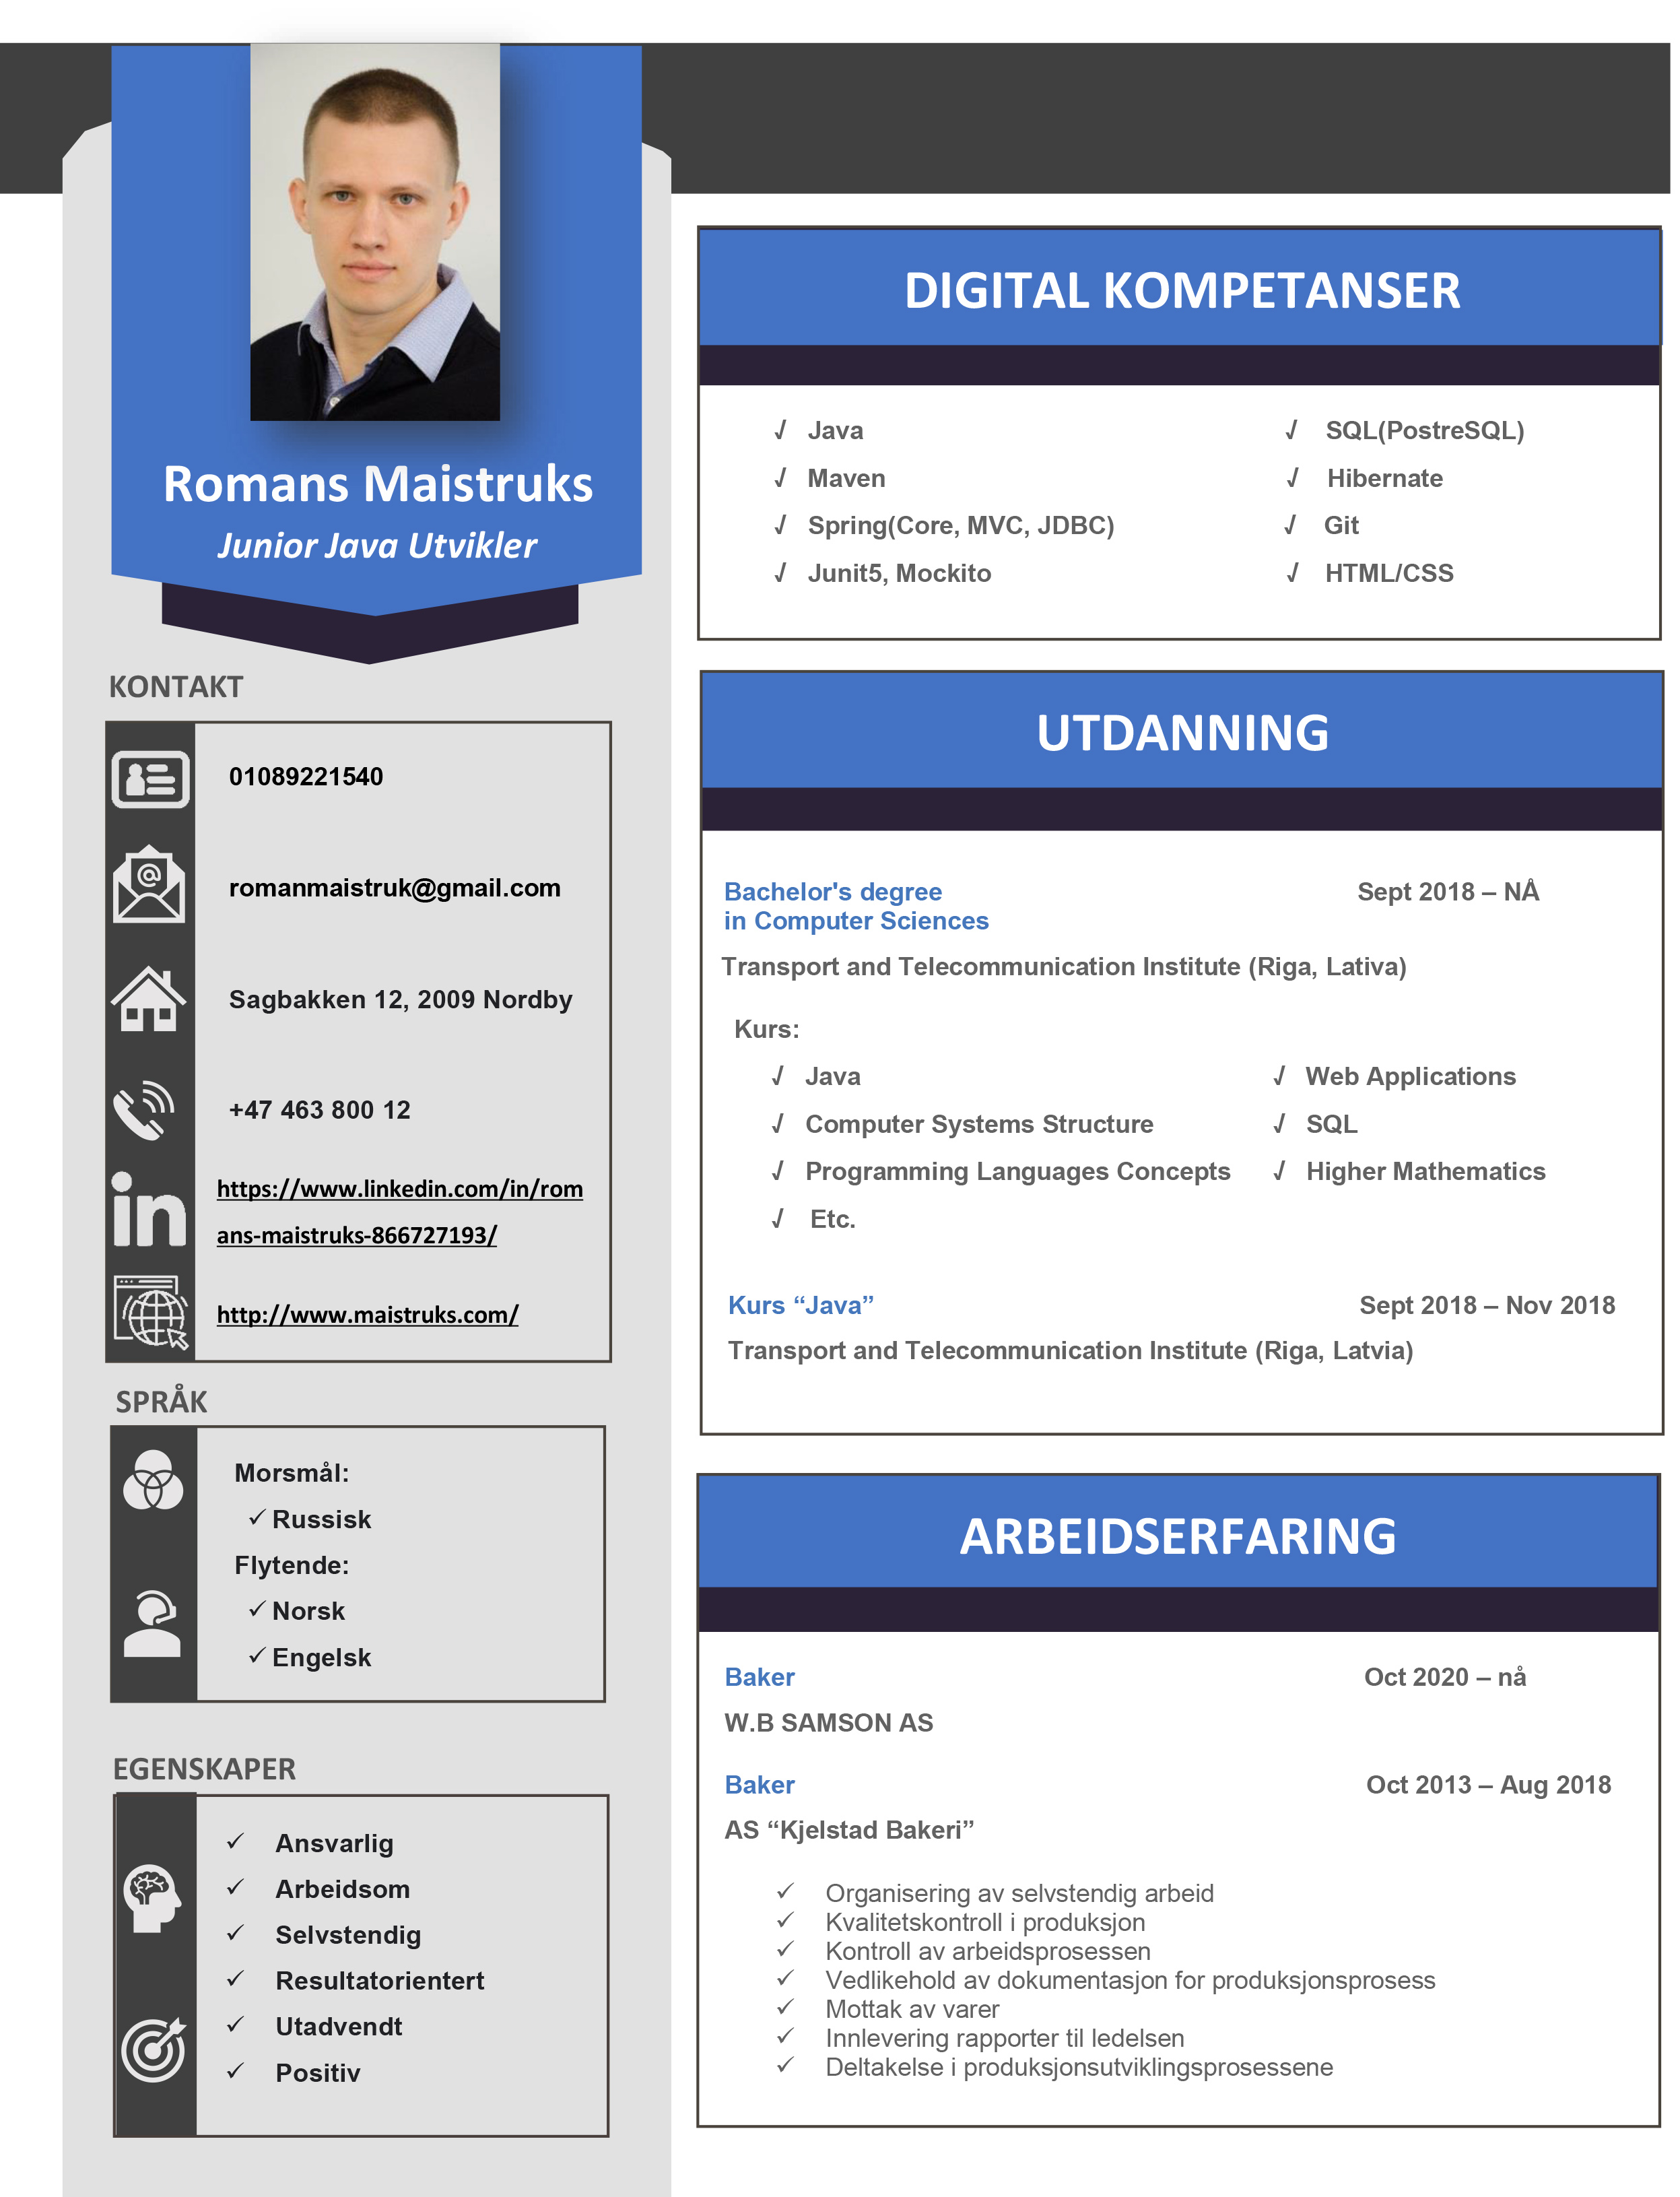 Romans Maistruks
Junior Java Utvikler
KONTAKT
01089221540
romanmaistruk@gmail.com
Sagbakken 12, 2009 Nordby
+47 463 800 12
in
https://www.linkedin.com/in/rom
ans-maistruks-866727193/
http://www.maistruks.com/
SPRÅK
Morsmål:
✓ Russisk
Flytende:
✓ Norsk
✓ Engelsk
EGENSKAPER
✓ Ansvarlig
✓ Arbeidsom
✓ Selvstendig
✓ Resultatorientert
✓ Utadvendt
✓ Positiv
DIGITAL KOMPETANSER
√ Java √ SQL(PostreSQL)
√ Maven √ Hibernate
√ Spring(Core, MVC, JDBC) √ Git
√ Junit5, Mockito √ HTML/CSS
UTDANNING
Bachelor's degree Sept 2018 – NÅ
in Computer Sciences
Transport and Telecommunication Institute (Riga, Lativa)
Kurs:
√ Java √ Web Applications
√ Computer Systems Structure √ SQL
√ Programming Languages Concepts √ Higher Mathematics
√ Etc.
Kurs “Java” Sept 2018 – Nov 2018
Transport and Telecommunication Institute (Riga, Latvia)
ARBEIDSERFARING
Baker Oct 2020 – nå
W.B SAMSON AS
Baker Oct 2013 – Aug 2018
AS “Kjelstad Bakeri”
✓ Organisering av selvstendig arbeid
✓ Kvalitetskontroll i produksjon
✓ Kontroll av arbeidsprosessen
✓ Vedlikehold av dokumentasjon for produksjonsprosess
✓ Mottak av varer
✓ Innlevering rapporter til ledelsen
✓ Deltakelse i produksjonsutviklingsprosessene